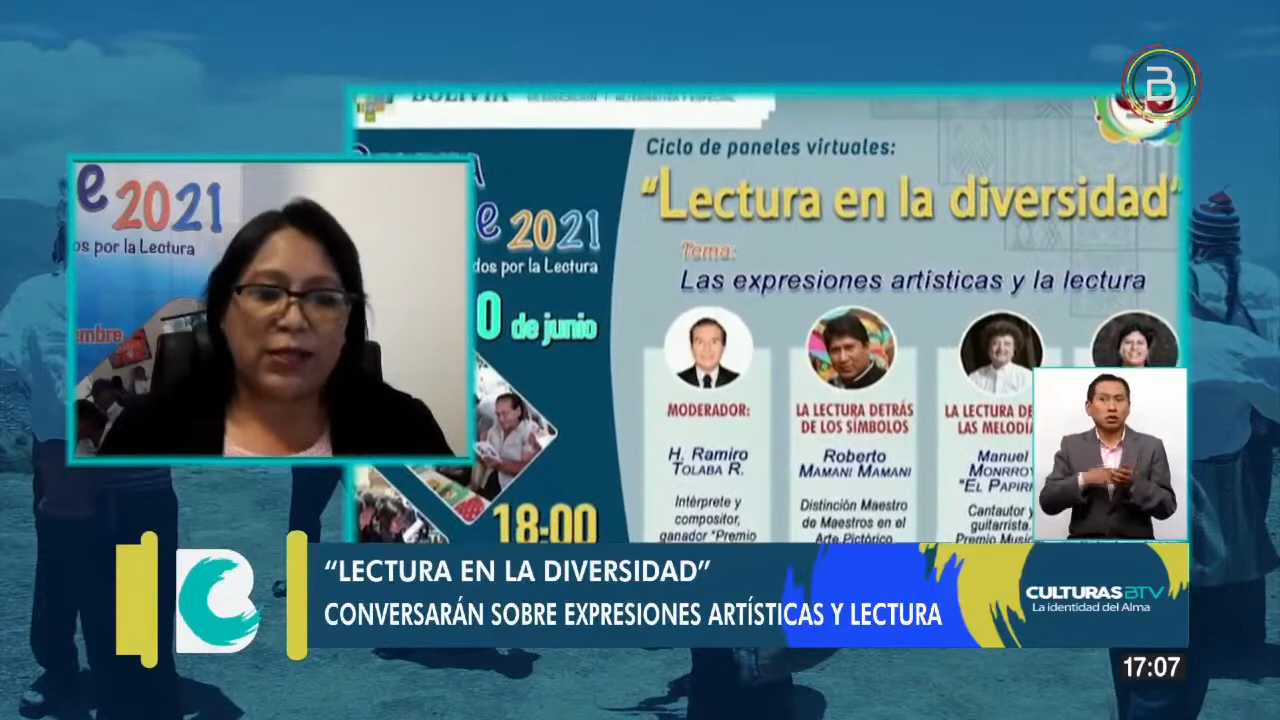 BOLIVIA
Ciclo de paneles virtuales:
“Lectura en la diversidad”
Tema:
Las expresiones artísticas y la lectura
e 2021
dos por la Lectura
0 de junio
18:00
e 2021
os por la Lectura
embre
MODERADOR:
H. Ramiro
TOLABA R.
Intérprete y
compositor,
ganador "Premio
LA LECTURA DETRÁS
DE LOS SÍMBOLOS
Roberto
MAMANI MAMANI
Distinción Maestro
de Maestros en el
Arte Pictórico
LA LECTURA DE
LAS MELODÍA
Manuel
MONRROY
"EL PAPIRR
Cantautor y
guitarrista.
Premio Music
“LECTURA EN LA DIVERSIDAD”
CONVERSARÁN SOBRE EXPRESIONES ARTÍSTICAS Y LECTURA
CULTURAS BTV
La identidad del Alma
B
B
17:07